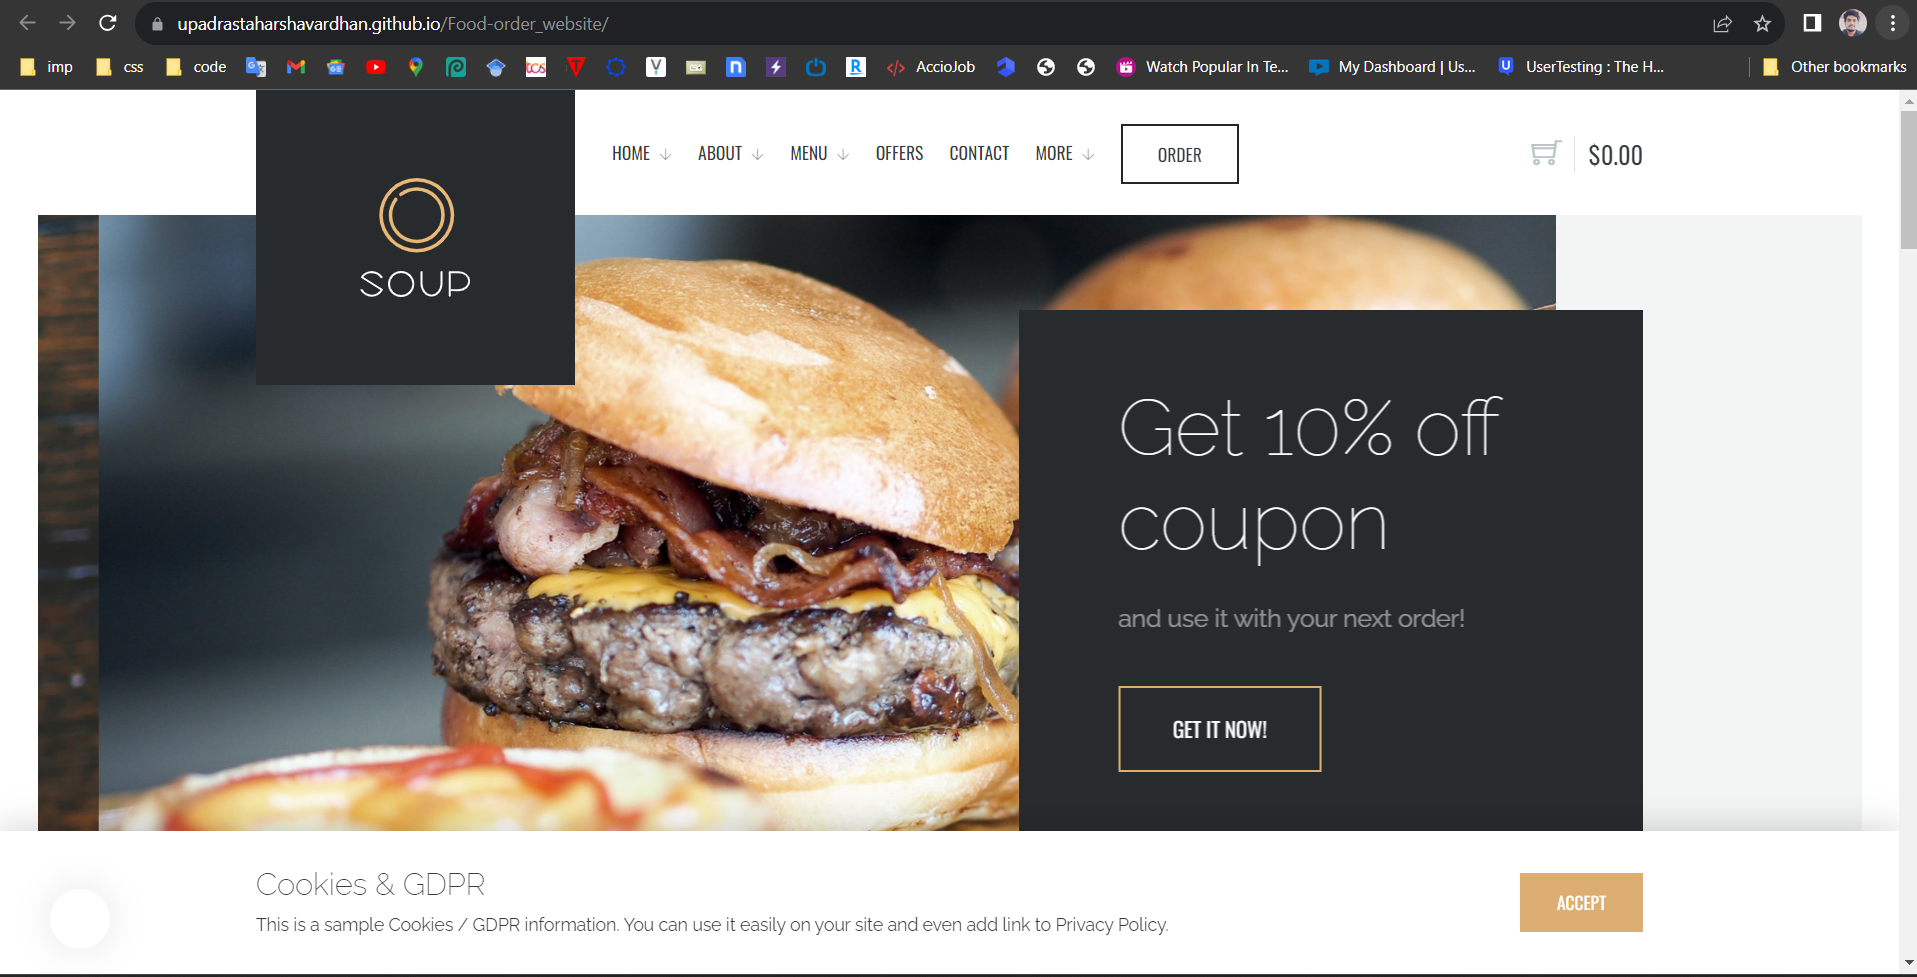 upadrastaharshavardhan.github.io/Food-order_website/
imp css code AccioJob Watch Popular In Te... My Dashboard | Us... UserTesting : The H... Other bookmarks
HOME ABOUT MENU OFFERS CONTACT MORE ORDER $0.00
SOUP
Get 10% off
coupon
and use it with your next order!
GET IT NOW!
Cookies & GDPR
This is a sample Cookies / GDPR information. You can use it easily on your site and even add link to Privacy Policy.
ACCEPT